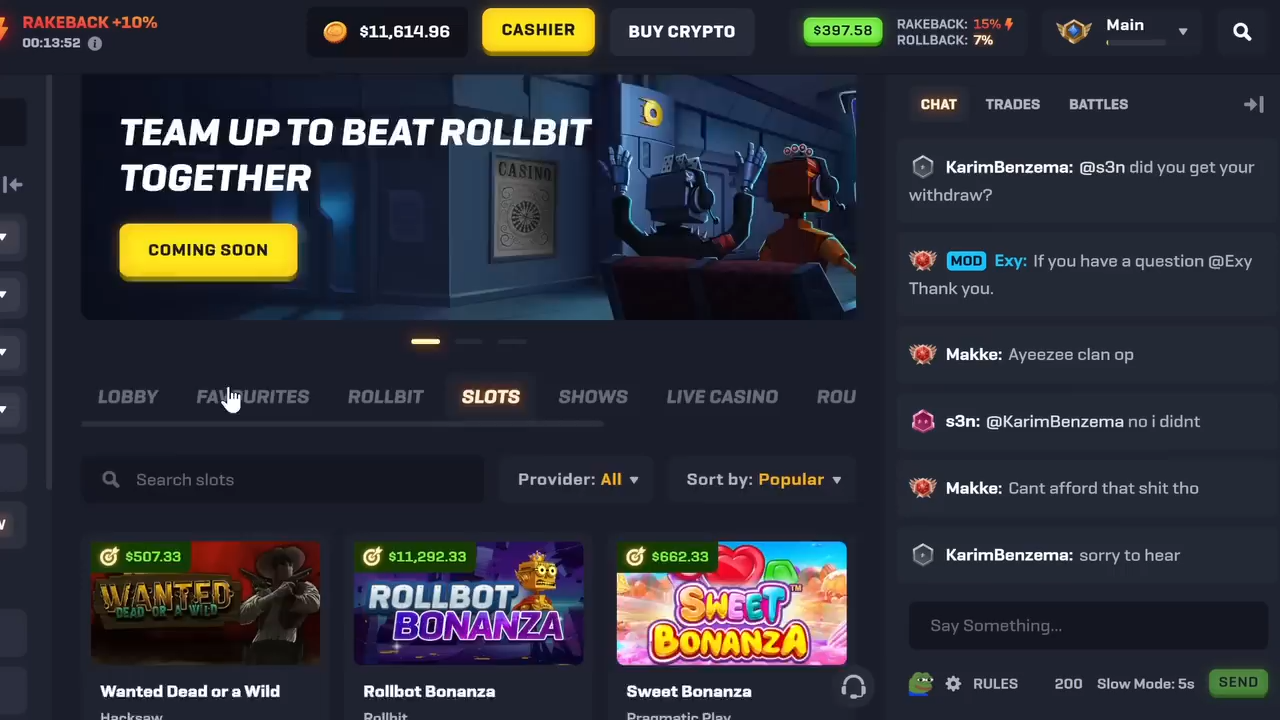 RAKEBACK +10%
00:13:52
$11,614.96
CASHIER
BUY CRYPTO
$397.58
RAKEBACK: 15%
ROLLBACK: 7%
Main
TEAM UP TO BEAT ROLLBIT
TOGETHER
CASINO
COMING SOON
CHAT
TRADES
BATTLES
KarimBenzema: @s3n did you get your
withdraw?
MOD Exy: If you have a question @Exy
Thank you.
Makke: Ayeezee clan op
s3n: @KarimBenzema no i didnt
Makke: Cant afford that shit tho
KarimBenzema: sorry to hear
Say Something...
RULES
200
Slow Mode: 5s
SEND
LOBBY
FAVOURITES
ROLLBIT
SLOTS
SHOWS
LIVE CASINO
ROU
Search slots
Provider: All
Sort by: Popular
$507.33
$11,292.33
$662.33
WANTED
DEAD OR A WILD
ROLLBOT
BONANZA
SWEET
BONANZA
TM
Wanted Dead or a Wild
Rollbot Bonanza
Sweet Bonanza
Hacksaw
Rollbit
Pragmatic Play